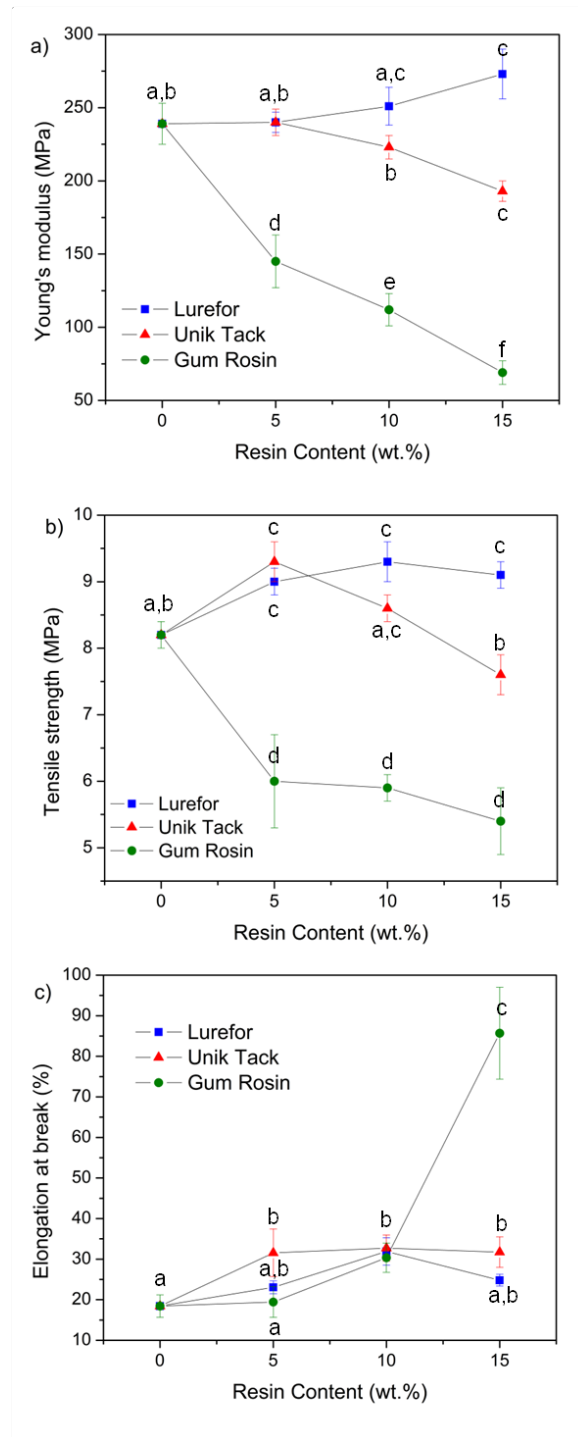 a)
300
250
200
150
100
50
Young's modulus (MPa)
a,b
a,b
a,c
c
b
c
d
e
f
Lurefor
Unik Tack
Gum Rosin
0 5 10 15
Resin Content (wt.%)
b)
10
9
8
7
6
5
Tensile strength (MPa)
a,b
c
c
c
c
a,c
b
d
d
d
Lurefor
Unik Tack
Gum Rosin
0 5 10 15
Resin Content (wt.%)
c)
100
90
80
70
60
50
40
30
20
10
Elongation at break (%)
Lurefor
Unik Tack
Gum Rosin
c
a
b
a,b
a
b
b
a,b
0 5 10 15
Resin Content (wt.%)